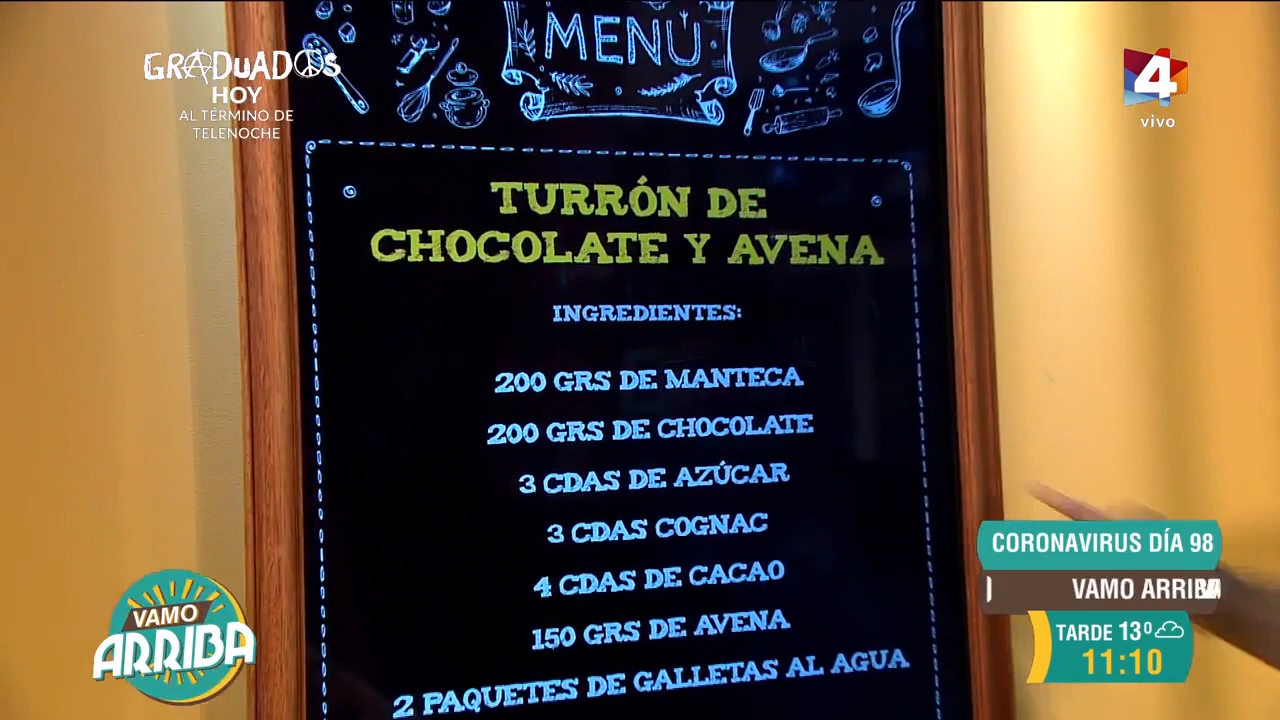 GRADUADOS
HOY
AL TÉRMINO DE
TELENOCHE
MENÚ
4
vivo
TURRÓN DE
CHOCOLATE Y AVENA
INGREDIENTES:
200 GRS DE MANTECA
200 GRS DE CHOCOLATE
3 CDAS DE AZÚCAR
3 CDAS COGNAC
4 CDAS DE CACAO
150 GRS DE AVENA
2 PAQUETES DE GALLETAS AL AGUA
VAMO
ARRIBA
CORONAVIRUS DÍA 98
VAMO ARRIBA
TARDE 13º
11:10